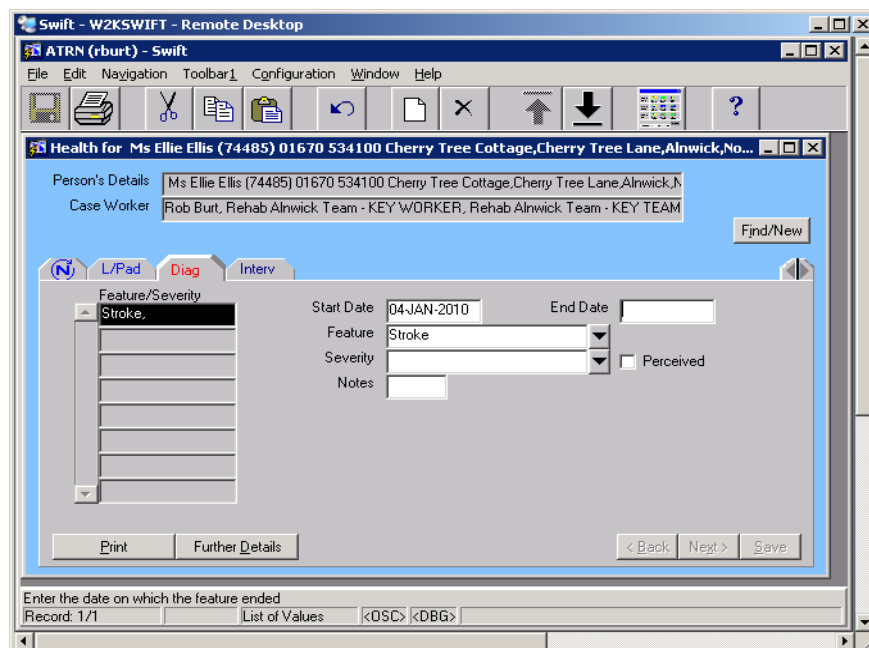 Swift - W2KSWIFT - Remote Desktop
ATRN (rburt) - Swift
File Edit Navigation Toolbar1 Configuration Window Help
?
Health for Ms Ellie Ellis (74485) 01670 534100 Cherry Tree Cottage,Cherry Tree Lane,Alnwick,No...
Person's Details Ms Ellie Ellis (74485) 01670 534100 Cherry Tree Cottage,Cherry Tree Lane,Alnwick,N
Case Worker Rob Burt, Rehab Alnwick Team - KEY WORKER, Rehab Alnwick Team - KEY TEAM
Find/New
N L/Pad Diag Interv
Feature/Severity
Stroke,
Start Date 04-JAN-2010 End Date
Feature Stroke
Severity Perceived
Notes
Print Further Details < Back Next > Save
Enter the date on which the feature ended
Record: 1/1 List of Values <OSC> <DBG>